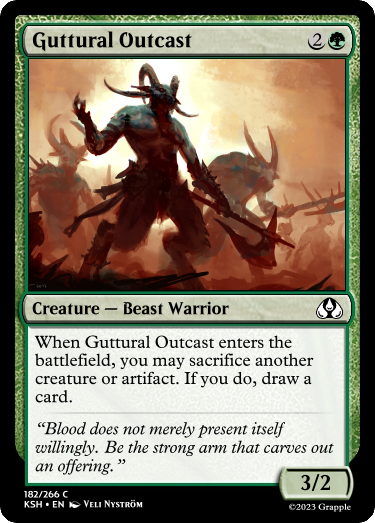 Guttural Outcast 2
Creature — Beast Warrior
When Guttural Outcast enters the
battlefield, you may sacrifice another
creature or artifact. If you do, draw a
card.
“Blood does not merely present itself
willingly. Be the strong arm that carves out
an offering.”
3/2
182/266 C
KSH • EN Veli Nyström
©2023 Grapple